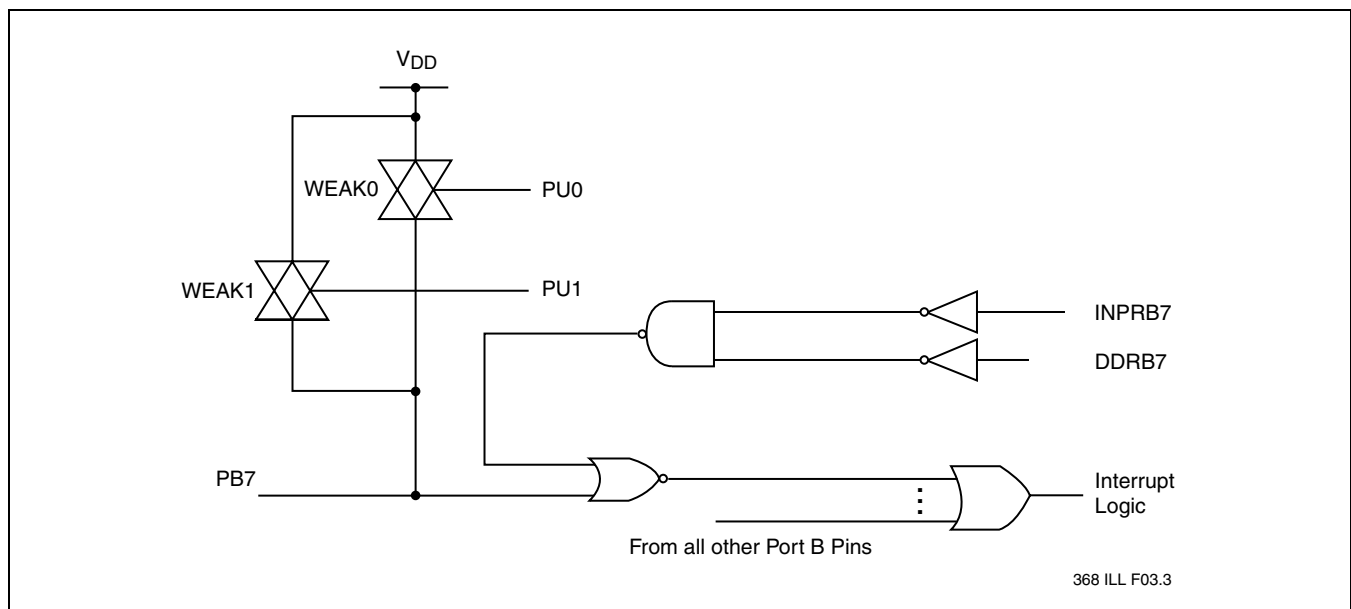 VDD
WEAK0
PU0
WEAK1
PU1
INPRB7
DDRB7
PB7
Interrupt
Logic
From all other Port B Pins
368 ILL F03.3